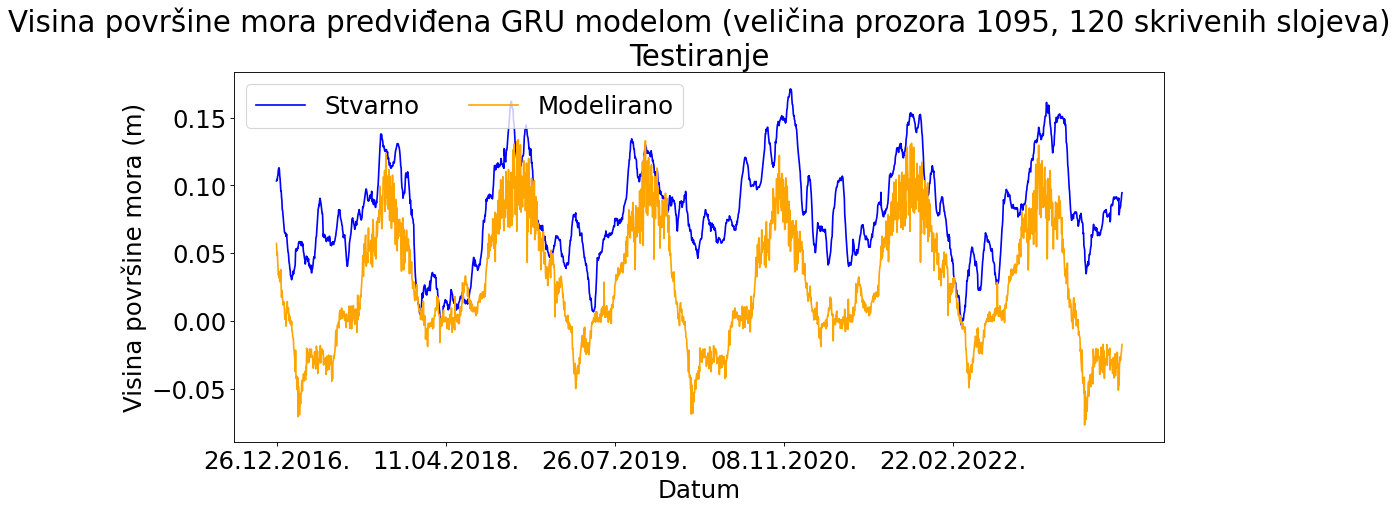 Visina površine mora predviđena GRU modelom (veličina prozora 1095, 120 skrivenih slojeva)
Testiranje
Stvarno
Modelirano
Visina površine mora (m)
0.15
0.10
0.05
0.00
−0.05
26.12.2016.
11.04.2018.
26.07.2019.
08.11.2020.
22.02.2022.
Datum